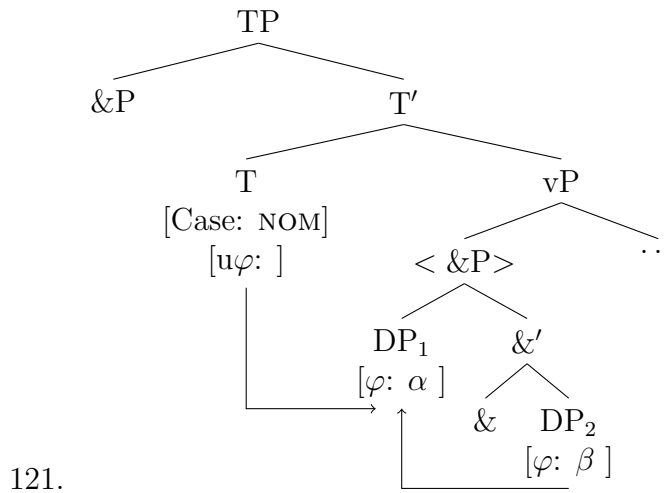 TP
&P T′
T vP
[Case: NOM]
[uφ: ] < &P> . .
DP₁ &′
[φ: α ]
& DP₂
121. [φ: β ]